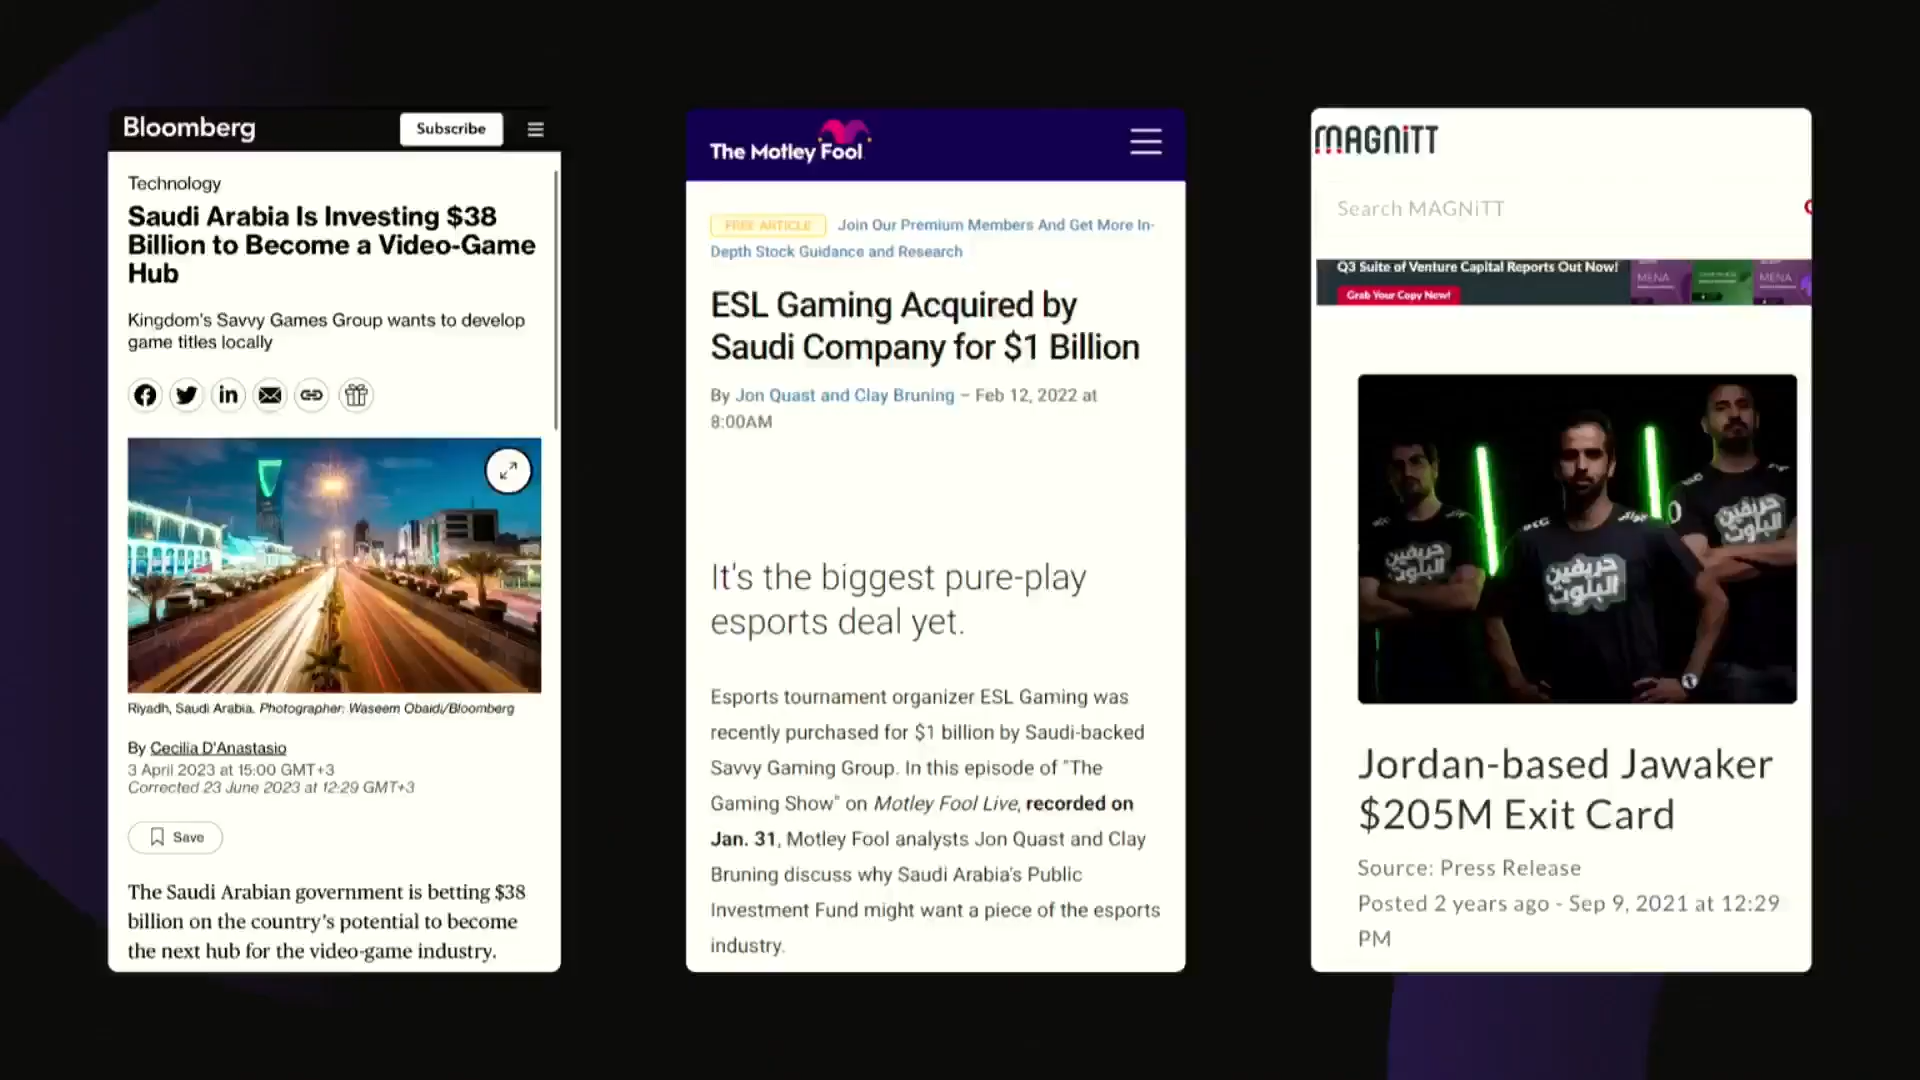 Bloomberg
Subscribe
Technology
Saudi Arabia Is Investing $38
Billion to Become a Video-Game
Hub
Kingdom's Savvy Games Group wants to develop
game titles locally
Riyadh, Saudi Arabia. Photographer: Waseem Obaidi/Bloomberg
By Cecilia D'Anastasio
3 April 2023 at 15:00 GMT+3
Corrected 23 June 2023 at 12:29 GMT+3
Save
The Saudi Arabian government is betting $38
billion on the country's potential to become
the next hub for the video-game industry.
The Motley Fool
FREE ARTICLE Join Our Premium Members And Get More In-
Depth Stock Guidance and Research
ESL Gaming Acquired by
Saudi Company for $1 Billion
By Jon Quast and Clay Bruning – Feb 12, 2022 at
8:00AM
It's the biggest pure-play
esports deal yet.
Esports tournament organizer ESL Gaming was
recently purchased for $1 billion by Saudi-backed
Savvy Gaming Group. In this episode of "The
Gaming Show" on Motley Fool Live, recorded on
Jan. 31, Motley Fool analysts Jon Quast and Clay
Bruning discuss why Saudi Arabia's Public
Investment Fund might want a piece of the esports
industry.
MAGNiTT
Search MAGNiTT
Q3 Suite of Venture Capital Reports Out Now!
Grab Your Copy Now!
MENA
MENA
حريفين
البلوت
حريفين
البلوت
حريفين
البلوت
Jordan-based Jawaker
$205M Exit Card
Source: Press Release
Posted 2 years ago - Sep 9, 2021 at 12:29
PM